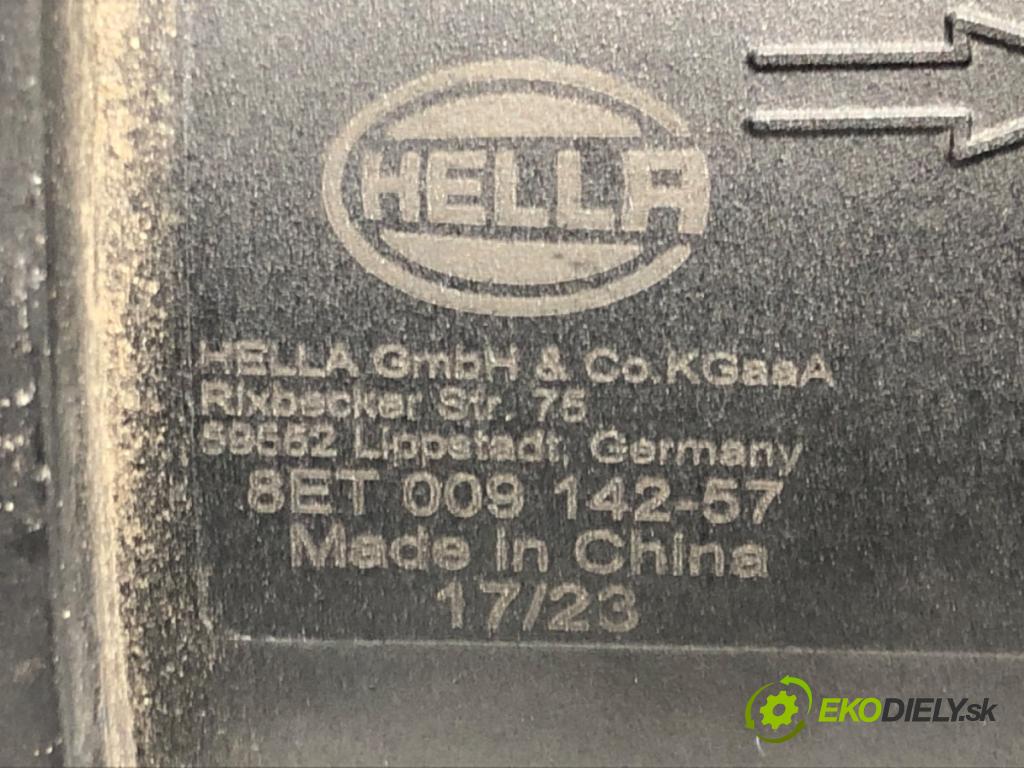 HELLA
HELLA GmbH & Co.KGaaA
Rixbecker Str. 75
59552 Lippstadt, Germany
8ET 009 142-57
Made in China
17/23
EKODIELY.sk